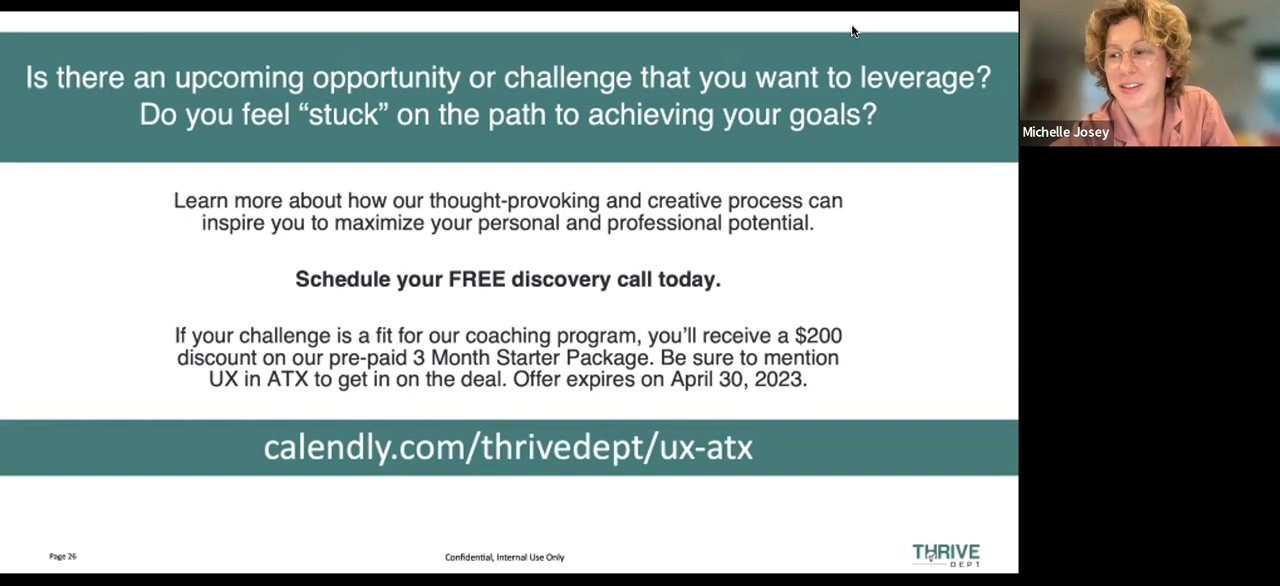 Is there an upcoming opportunity or challenge that you want to leverage?
Do you feel “stuck” on the path to achieving your goals?
Michelle Josey
Learn more about how our thought-provoking and creative process can
inspire you to maximize your personal and professional potential.
Schedule your FREE discovery call today.
If your challenge is a fit for our coaching program, you’ll receive a $200
discount on our pre-paid 3 Month Starter Package. Be sure to mention
UX in ATX to get in on the deal. Offer expires on April 30, 2023.
calendly.com/thrivedept/ux-atx
Page 26
Confidential, Internal Use Only
THRIVE
DEPT